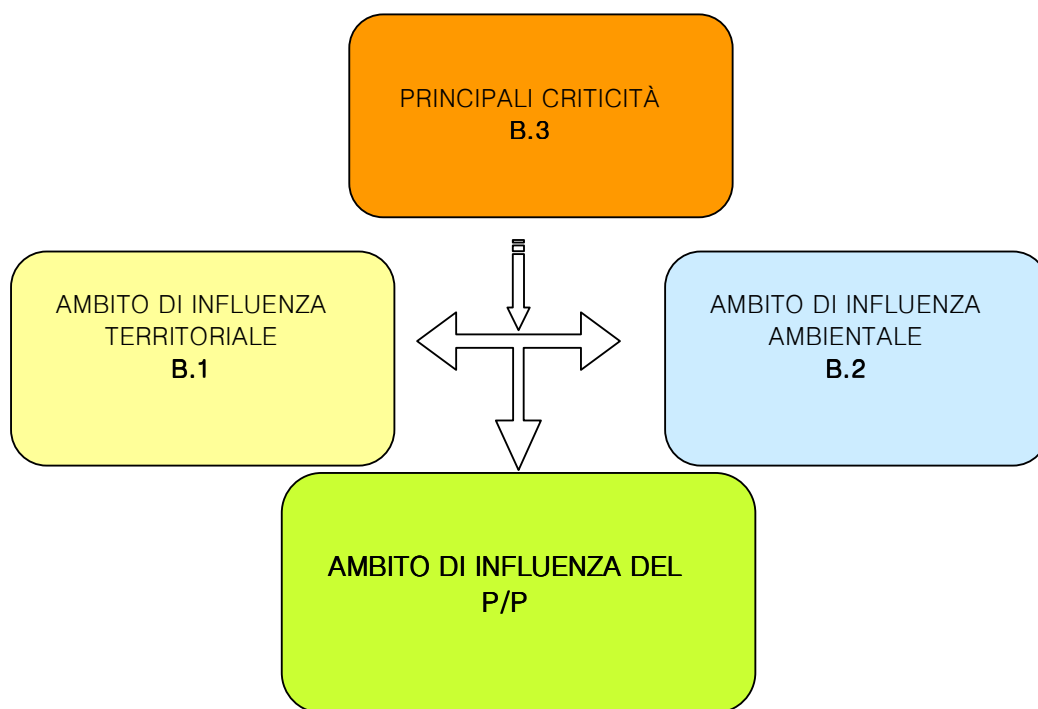 PRINCIPALI CRITICITÀ
B.3
AMBITO DI INFLUENZA
TERRITORIALE
B.1
AMBITO DI INFLUENZA
AMBIENTALE
B.2
AMBITO DI INFLUENZA DEL
P/P